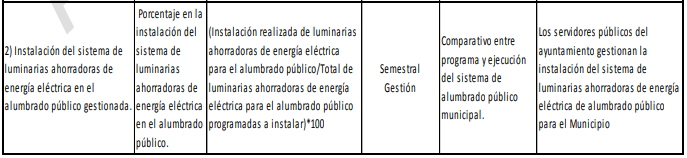 2) Instalación del sistema de
luminarias ahorradoras de
energía eléctrica en el
alumbrado público gestionada.
Porcentaje en la
instalación del
sistema de
luminarias
ahorradoras de
energía eléctrica
en el alumbrado
público.
(Instalación realizada de luminarias
ahorradoras de energía eléctrica
para el alumbrado público/Total de
luminarias ahorradoras de energía
eléctrica para el alumbrado público
programadas a instalar)*100
Semestral
Gestión
Comparativo entre
programa y ejecución
del sistema de
alumbrado público
municipal.
Los servidores públicos del
ayuntamiento gestionan la
instalación del sistema de
luminarias ahorradoras de energía
eléctrica de alumbrado público
para el Municipio